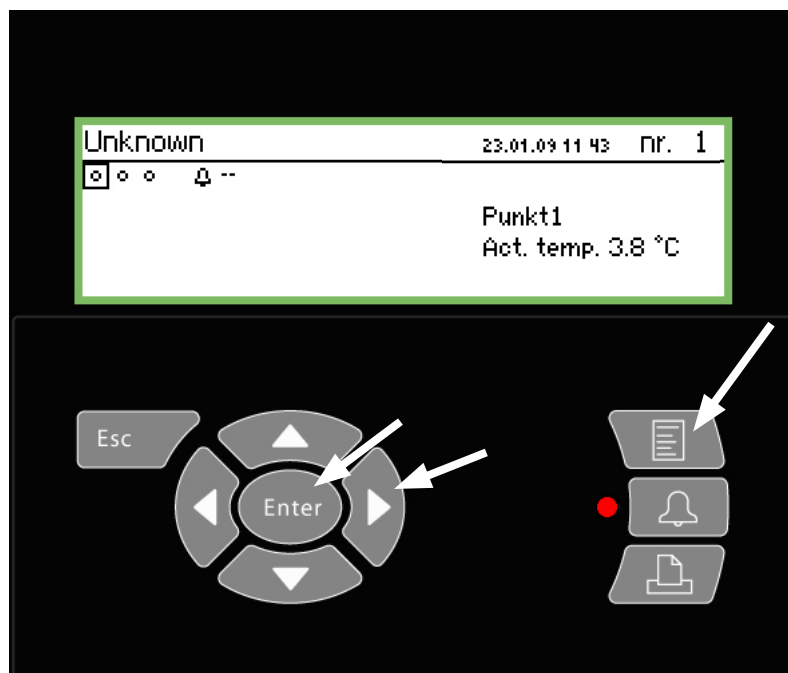 Unknown 23.01.09 11 43 nr. 1
--
Punkt1
Act. temp. 3.8 °C
Esc
Enter